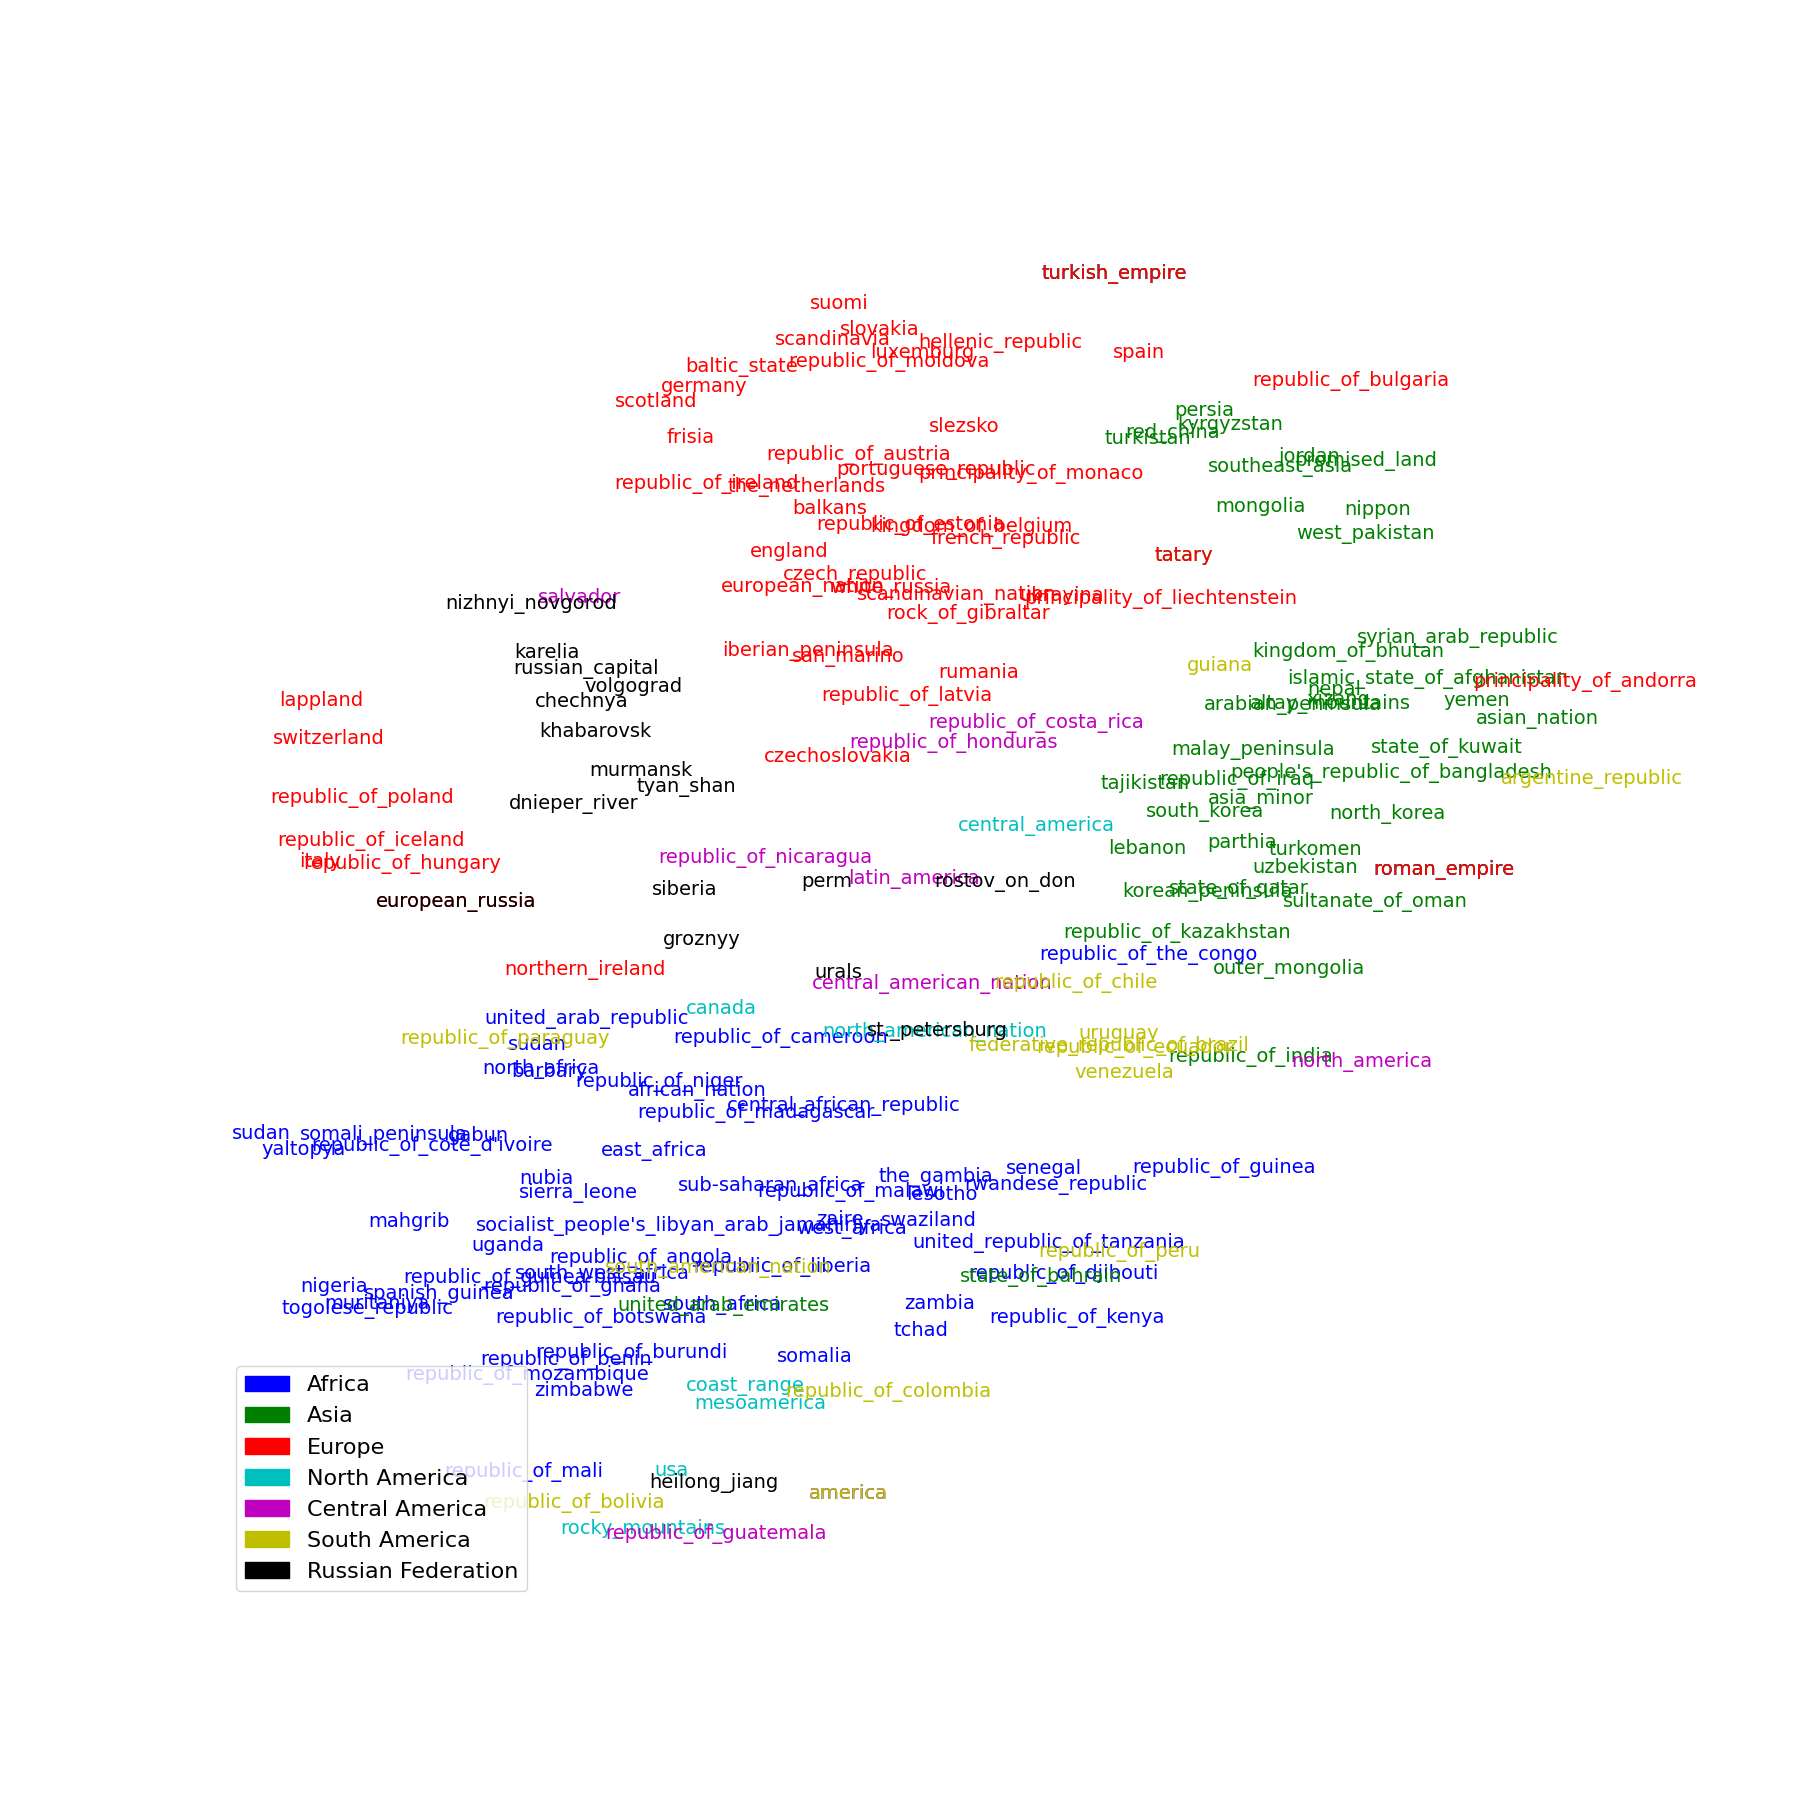 turkish_empire
suomi
slovakia
scandinavia
hellenic_republic
luxemburg
spain
republic_of_moldova
baltic_state
republic_of_bulgaria
germany
scotland
persia
kyrgyzstan
slezsko
red_china
frisia
turkistan
republic_of_austria
jordan
promised_land
southeast_asia
portuguese_republic
principality_of_monaco
republic_of_ireland
the_netherlands
mongolia
balkans
nippon
republic_of_estonia
kingdom_of_belgium
west_pakistan
french_republic
england
tatary
czech_republic
european_nation
white_russia
scandinavian_nation
ukrayina
salvador
principality_of_liechtenstein
nizhnyi_novgorod
rock_of_gibraltar
syrian_arab_republic
iberian_peninsula
karelia
kingdom_of_bhutan
san_marino
guiana
russian_capital
rumania
islamic_state_of_afghanistan
principality_of_andorra
volgograd
nepal
republic_of_latvia
lappland
chechnya
xizang
yemen
arabian_peninsula
altay_mountains
asian_nation
republic_of_costa_rica
khabarovsk
switzerland
republic_of_honduras
state_of_kuwait
malay_peninsula
czechoslovakia
murmansk
people's_republic_of_bangladesh
republic_of_iraq
argentine_republic
tajikistan
tyan_shan
republic_of_poland
asia_minor
dnieper_river
south_korea
north_korea
central_america
republic_of_iceland
parthia
lebanon
turkomen
republic_of_nicaragua
italy
republic_of_hungary
uzbekistan
roman_empire
latin_america
perm
rostov_on_don
siberia
state_of_qatar
korean_peninsula
european_russia
sultanate_of_oman
republic_of_kazakhstan
groznyy
republic_of_the_congo
northern_ireland
outer_mongolia
urals
central_american_nation
republic_of_chile
canada
united_arab_republic
north_american_nation
st_petersburg
uruguay
republic_of_paraguay
republic_of_cameroon
sudan
federative_republic_of_brazil
republic_of_ecuador
republic_of_india
north_america
north_africa
barbary
venezuela
republic_of_niger
african_nation
central_african_republic
republic_of_madagascar
sudan
somali_peninsula
gabun
yaltopya
republic_of_cote_d'ivoire
east_africa
senegal
republic_of_guinea
nubia
the_gambia
sub-saharan_africa
rwandese_republic
sierra_leone
republic_of_malawi
lesotho
mahgrib
zaire
swaziland
socialist_people's_libyan_arab_jamahiriya
west_africa
uganda
united_republic_of_tanzania
republic_of_peru
republic_of_angola
south_american_nation
republic_of_liberia
south_west_africa
republic_of_guinea-bissau
state_of_bahrain
republic_of_djibouti
nigeria
republic_of_ghana
spanish_guinea
muritaniya
togolese_republic
united_arab_emirates
south_africa
zambia
republic_of_botswana
republic_of_kenya
tchad
republic_of_burundi
republic_of_benin
somalia
republic_of_mozambique
coast_range
zimbabwe
republic_of_colombia
mesoamerica
republic_of_mali
usa
heilong_jiang
america
republic_of_bolivia
rocky_mountains
republic_of_guatemala
Africa
Asia
Europe
North America
Central America
South America
Russian Federation